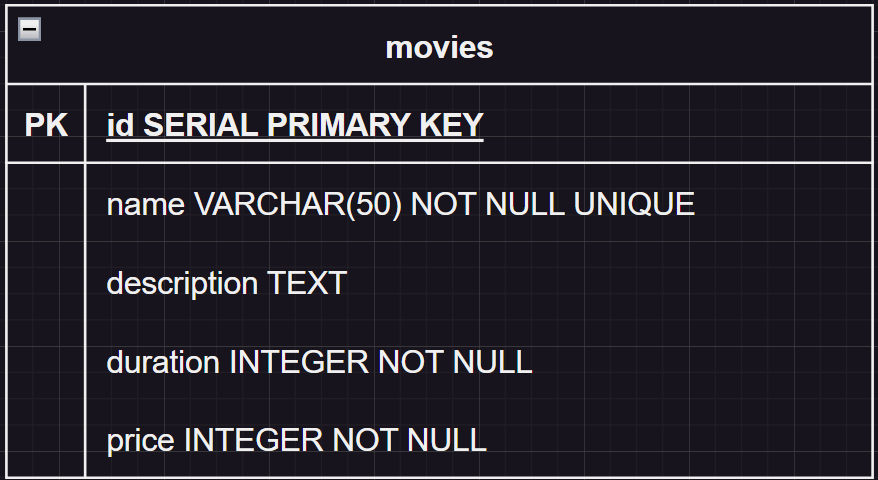 movies
PK id SERIAL PRIMARY KEY
name VARCHAR(50) NOT NULL UNIQUE
description TEXT
duration INTEGER NOT NULL
price INTEGER NOT NULL